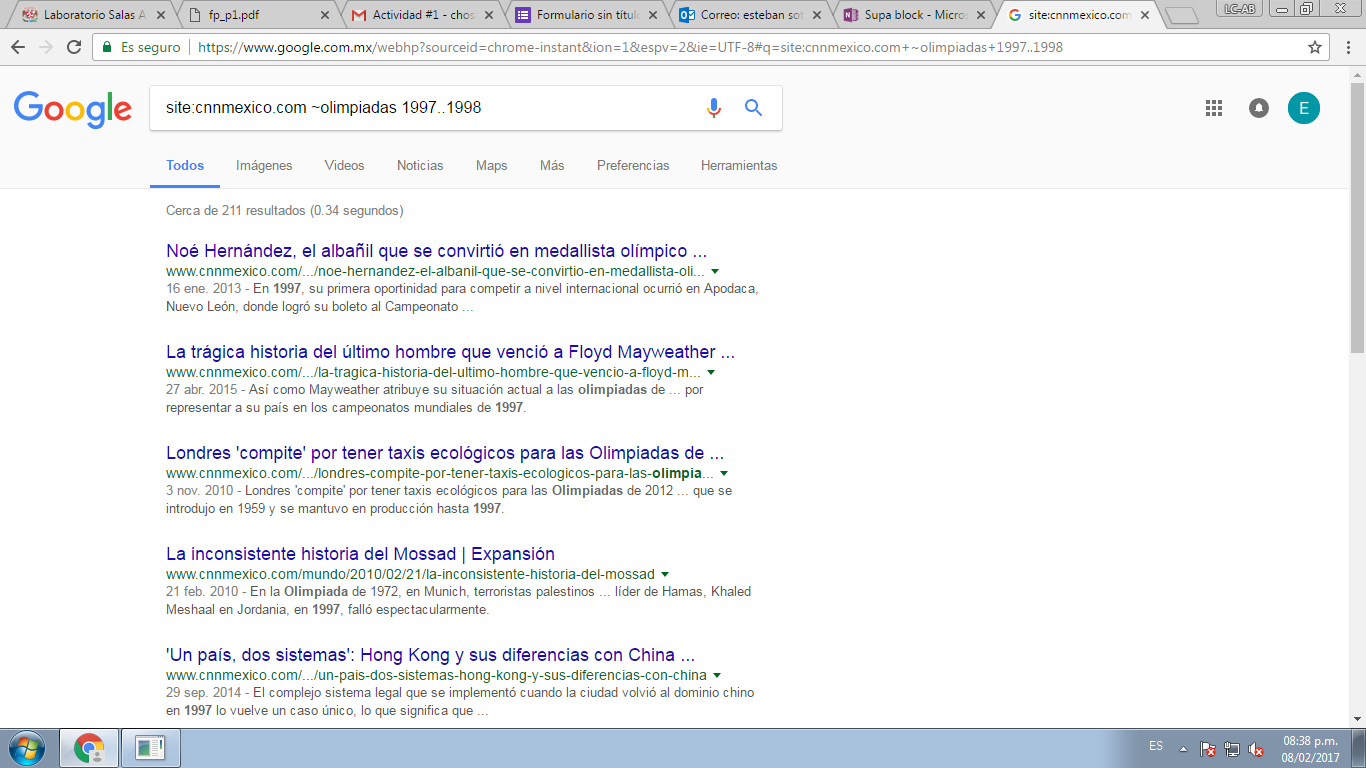 Laboratorio Salas A
fp_p1.pdf
Actividad #1 - chos
Formulario sin títul
Correo: esteban sot
Supa block - Micros
site:cnnmexico.com
LC-AB
Es seguro
https://www.google.com.mx/webhp?sourceid=chrome-instant&ion=1&espv=2&ie=UTF-8#q=site:cnnmexico.com+~olimpiadas+1997..1998
Google
site:cnnmexico.com ~olimpiadas 1997..1998
E
Todos Imágenes Videos Noticias Maps Más Preferencias Herramientas
Cerca de 211 resultados (0.34 segundos)
Noé Hernández, el albañil que se convirtió en medallista olímpico ...
www.cnnmexico.com/.../noe-hernandez-el-albanil-que-se-convirtio-en-medallista-oli...
16 ene. 2013 - En 1997, su primera oportinidad para competir a nivel internacional ocurrió en Apodaca,
Nuevo León, donde logró su boleto al Campeonato ...
La trágica historia del último hombre que venció a Floyd Mayweather ...
www.cnnmexico.com/.../la-tragica-historia-del-ultimo-hombre-que-vencio-a-floyd-m...
27 abr. 2015 - Así como Mayweather atribuye su situación actual a las olimpiadas de ... por
representar a su país en los campeonatos mundiales de 1997.
Londres 'compite' por tener taxis ecológicos para las Olimpiadas de ...
www.cnnmexico.com/.../londres-compite-por-tener-taxis-ecologicos-para-las-olimpia...
3 nov. 2010 - Londres 'compite' por tener taxis ecológicos para las Olimpiadas de 2012 ... que se
introdujo en 1959 y se mantuvo en producción hasta 1997.
La inconsistente historia del Mossad | Expansión
www.cnnmexico.com/mundo/2010/02/21/la-inconsistente-historia-del-mossad
21 feb. 2010 - En la Olimpiada de 1972, en Munich, terroristas palestinos ... líder de Hamas, Khaled
Meshaal en Jordania, en 1997, falló espectacularmente.
'Un país, dos sistemas': Hong Kong y sus diferencias con China ...
www.cnnmexico.com/.../un-pais-dos-sistemas-hong-kong-y-sus-diferencias-con-china
29 sep. 2014 - El complejo sistema legal que se implementó cuando la ciudad volvió al dominio chino
en 1997 lo vuelve un caso único, lo que significa que ...
ES
08:38 p.m.
08/02/2017